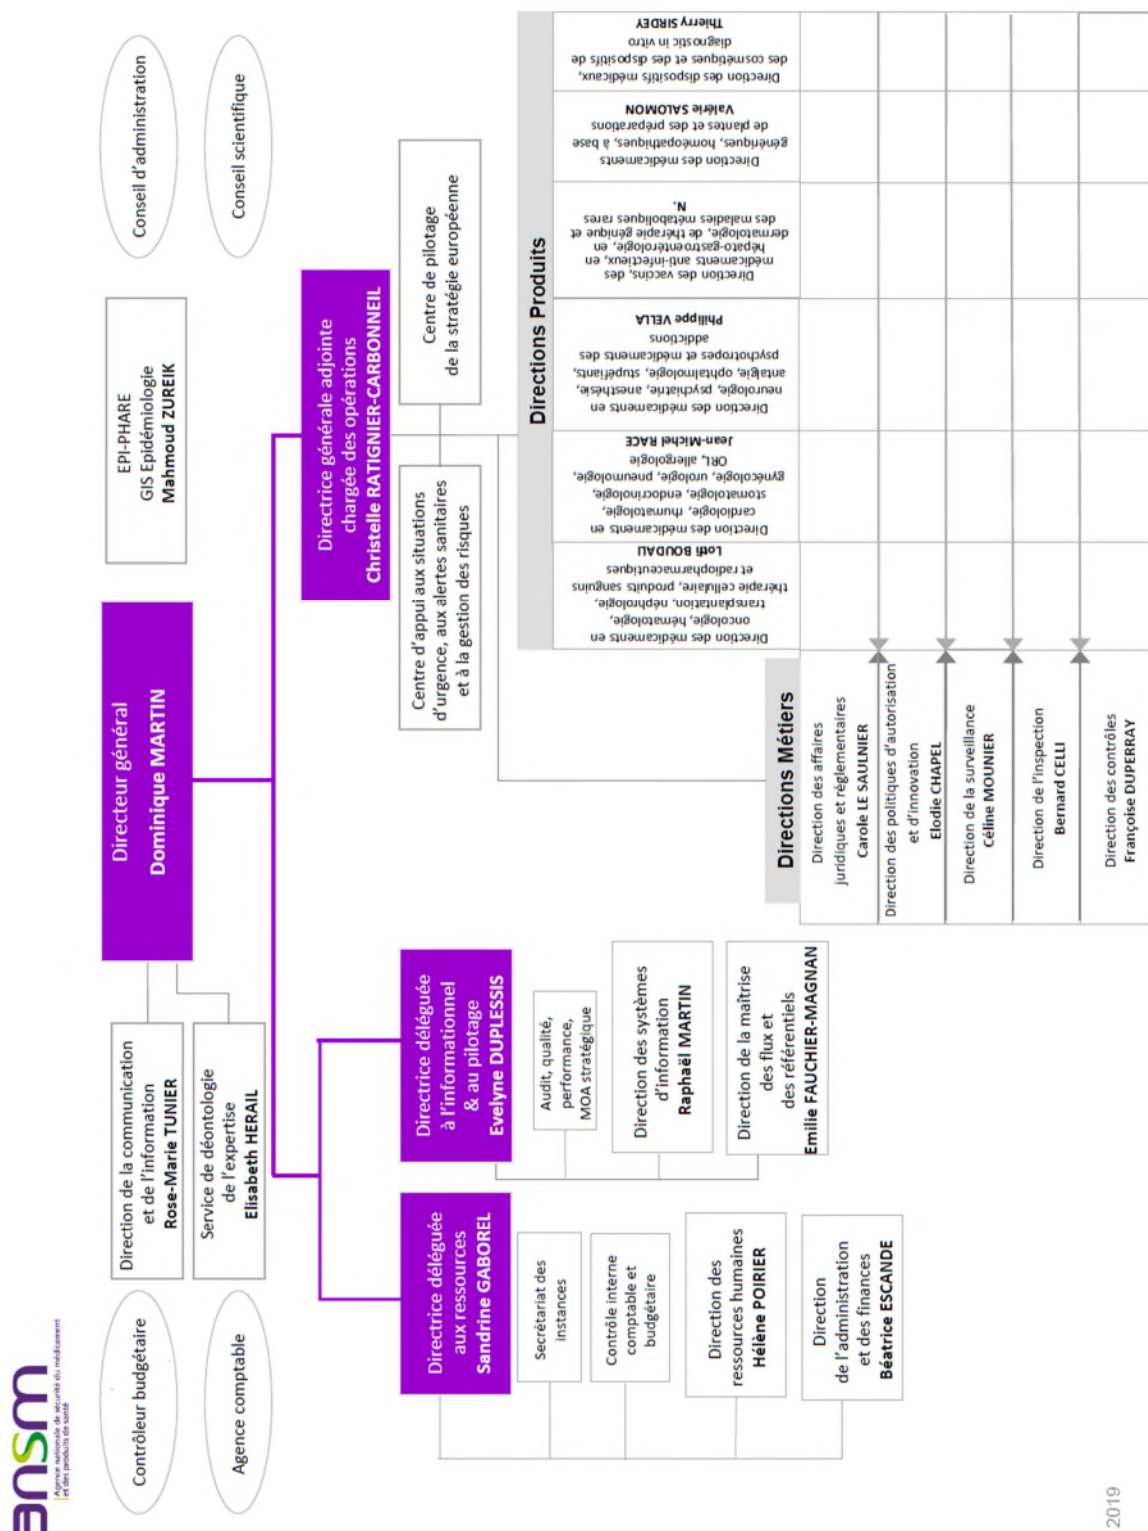 ansm
Agence nationale de sécurité du médicament
et des produits de santé
Contrôleur budgétaire
Agence comptable
Direction de la communication
et de l'information
Rose-Marie TUNIER
Service de déontologie
de l'expertise
Elisabeth HERAIL
Directeur général
Dominique MARTIN
EPI-PHARE
GIS Epidémiologie
Mahmoud ZUREIK
Conseil d'administration
Conseil scientifique
Directrice déléguée
aux ressources
Sandrine GABOREL
Secrétariat des
instances
Contrôle interne
comptable et
budgétaire
Direction des
ressources humaines
Hélène POIRIER
Direction
de l'administration
et des finances
Béatrice ESCANDE
Directrice déléguée
à l'informationnel
& au pilotage
Evelyne DUPLESSIS
Audit, qualité,
performance,
MOA stratégique
Direction des systèmes
d'information
Raphaël MARTIN
Direction de la maîtrise
des flux et
des référentiels
Emilie FAUCHIER-MAGNAN
Directrice générale adjointe
chargée des opérations
Christelle RATIGNIER-CARBONNEIL
Centre d'appui aux situations
d'urgence, aux alertes sanitaires
et à la gestion des risques
Centre de pilotage
de la stratégie européenne
Directions Produits
Direction des médicaments en
oncologie, hématologie,
transplantation, néphrologie,
thérapie cellulaire, produits sanguins
et radiopharmaceutiques
Lotfi BOUDALI
Direction des médicaments en
cardiologie, rhumatologie,
stomatologie, endocrinologie,
gynécologie, urologie, pneumologie,
ORL, allergologie
Jean-Michel RACE
Direction des médicaments en
neurologie, psychiatrie, anesthésie,
antalgie, ophtalmologie, stupéfiants,
psychotropes et médicaments des
addictions
Philippe VELLA
Direction des vaccins, des
médicaments anti-infectieux, en
hépato-gastroentérologie, en
dermatologie, de thérapie génique et
des maladies métaboliques rares
N.
Direction des médicaments
génériques, homéopathiques, à base
de plantes et des préparations
Valérie SALOMON
Direction des dispositifs médicaux,
des cosmétiques et des dispositifs de
diagnostic in vitro
Thierry SIRDEY
Directions Métiers
Direction des affaires
juridiques et réglementaires
Carole LE SAULNIER
Direction des politiques d'autorisation
et d'innovation
Elodie CHAPEL
Direction de la surveillance
Céline MOUNIER
Direction de l'inspection
Bernard CELLI
Direction des contrôles
Françoise DUPERRAY
2019